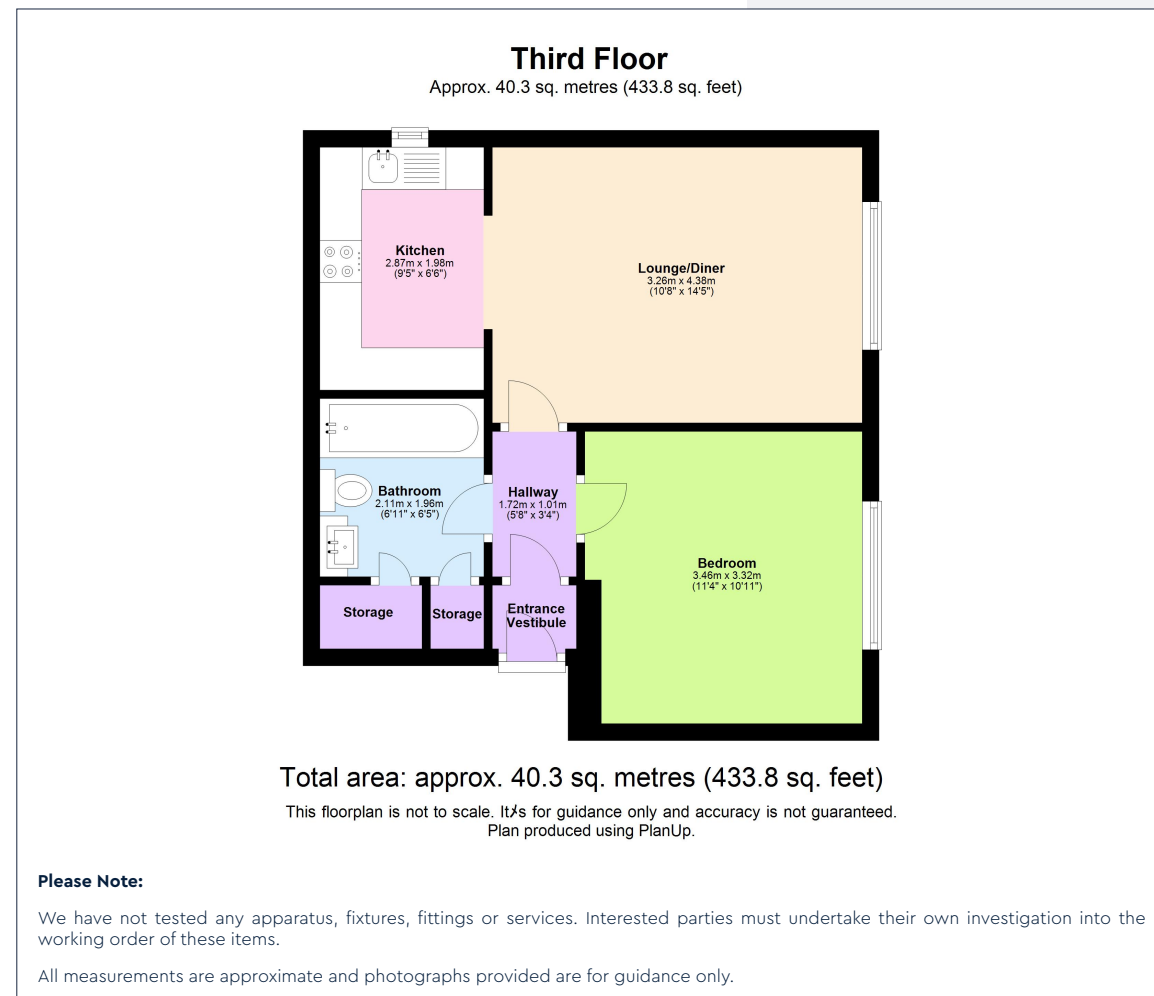 Third Floor
Approx. 40.3 sq. metres (433.8 sq. feet)
Kitchen
2.87m x 1.98m
(9'5" x 6'6")
Lounge/Diner
3.26m x 4.38m
(10'8" x 14'5")
Bathroom
2.11m x 1.96m
(6'11" x 6'5")
Hallway
1.72m x 1.01m
(5'8" x 3'4")
Bedroom
3.46m x 3.32m
(11'4" x 10'11")
Storage
Storage
Entrance
Vestibule
Total area: approx. 40.3 sq. metres (433.8 sq. feet)
This floorplan is not to scale. It⊁s for guidance only and accuracy is not guaranteed.
Plan produced using PlanUp.
Please Note:
We have not tested any apparatus, fixtures, fittings or services. Interested parties must undertake their own investigation into the
working order of these items.
All measurements are approximate and photographs provided are for guidance only.